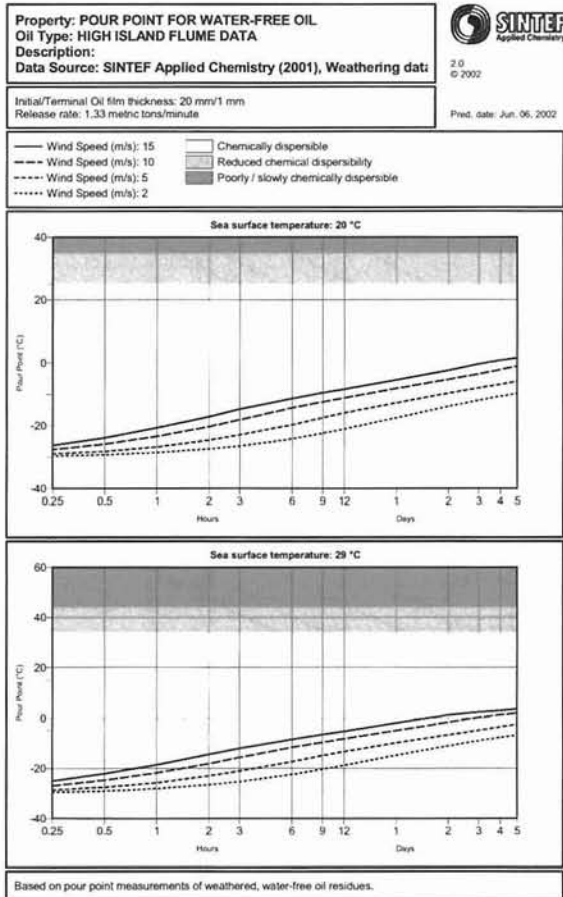 Property: POUR POINT FOR WATER-FREE OIL
Oil Type: HIGH ISLAND FLUME DATA
Description:
Data Source: SINTEF Applied Chemistry (2001), Weathering data
SINTEF
Applied Chemistry
2.0
© 2002
Initial/Terminal Oil film thickness: 20 mm/1 mm
Release rate: 1.33 metric tons/minute
Pred. date: Jun. 06, 2002
Wind Speed (m/s): 15
Wind Speed (m/s): 10
Wind Speed (m/s): 5
Wind Speed (m/s): 2
Chemically dispersible
Reduced chemical dispersibility
Poorly / slowly chemically dispersible
Sea surface temperature: 20 °C
Pour Point (°C)
40
20
0
-20
-40
0.25 0.5 1 2 3 6 9 12 1 2 3 4 5
Hours Days
Sea surface temperature: 29 °C
Pour Point (°C)
60
40
20
0
-20
-40
0.25 0.5 1 2 3 6 9 12 1 2 3 4 5
Hours Days
Based on pour point measurements of weathered, water-free oil residues.